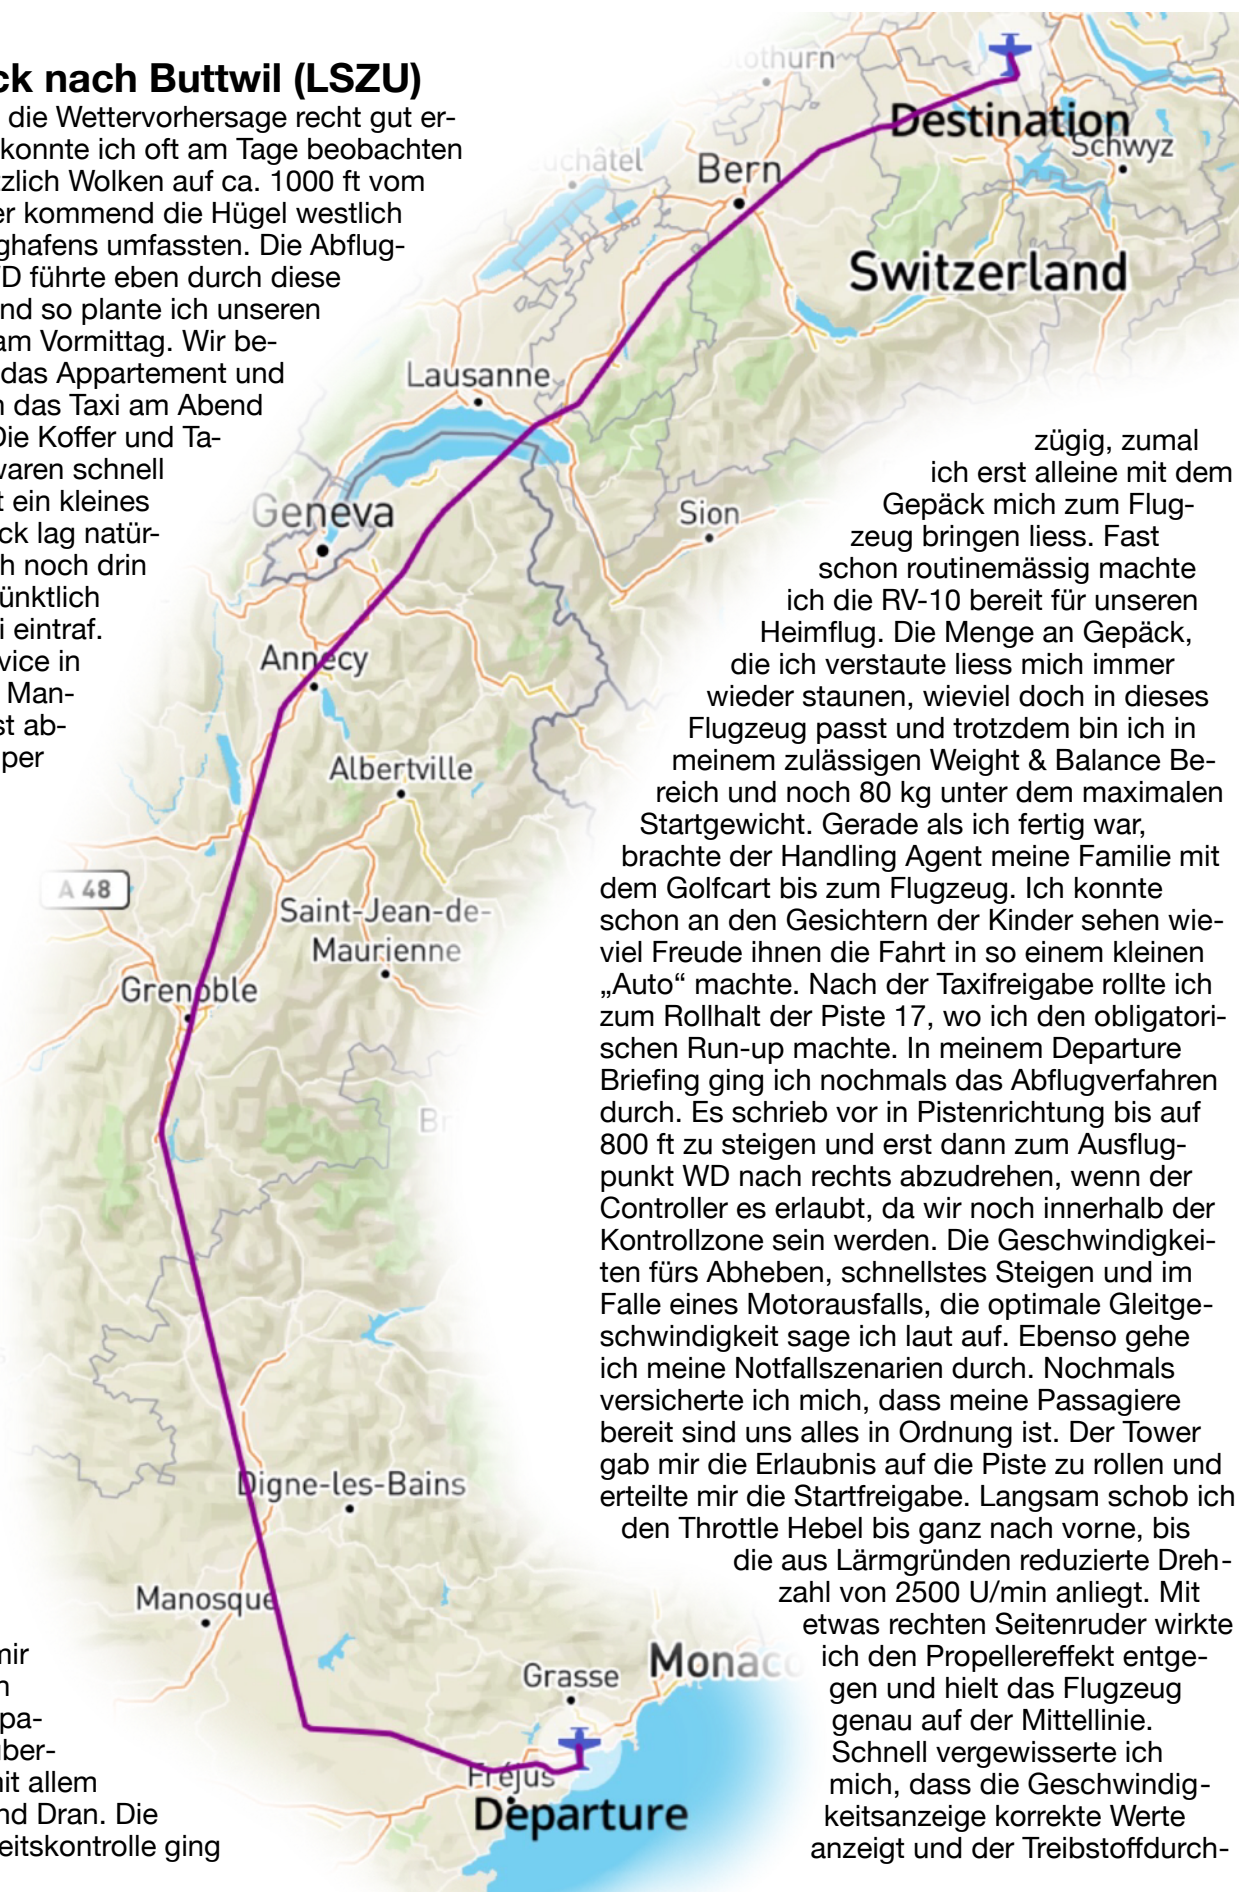 ck nach Buttwil (LSZU)
die Wettervorhersage recht gut er-
konnte ich oft am Tage beobachten
tzlich Wolken auf ca. 1000 ft vom
er kommend die Hügel westlich
ghafens umfassten. Die Abflug-
D führte eben durch diese
nd so plante ich unseren
am Vormittag. Wir be-
das Appartement und
n das Taxi am Abend
Die Koffer und Ta-
waren schnell
t ein kleines
ck lag natür-
h noch drin
ünktlich
i eintraf.
vice in
Man-
st ab-
per
mir
n
pa-
über-
mit allem
nd Dran. Die
eitskontrolle ging
zügig, zumal
ich erst alleine mit dem
Gepäck mich zum Flug-
zeug bringen liess. Fast
schon routinemässig machte
ich die RV-10 bereit für unseren
Heimflug. Die Menge an Gepäck,
die ich verstaute liess mich immer
wieder staunen, wieviel doch in dieses
Flugzeug passt und trotzdem bin ich in
meinem zulässigen Weight & Balance Be-
reich und noch 80 kg unter dem maximalen
Startgewicht. Gerade als ich fertig war,
brachte der Handling Agent meine Familie mit
dem Golfcart bis zum Flugzeug. Ich konnte
schon an den Gesichtern der Kinder sehen wie-
viel Freude ihnen die Fahrt in so einem kleinen
„Auto“ machte. Nach der Taxifreigabe rollte ich
zum Rollhalt der Piste 17, wo ich den obligatori-
schen Run-up machte. In meinem Departure
Briefing ging ich nochmals das Abflugverfahren
durch. Es schrieb vor in Pistenrichtung bis auf
800 ft zu steigen und erst dann zum Ausflug-
punkt WD nach rechts abzudrehen, wenn der
Controller es erlaubt, da wir noch innerhalb der
Kontrollzone sein werden. Die Geschwindigkei-
ten fürs Abheben, schnellstes Steigen und im
Falle eines Motorausfalls, die optimale Gleitge-
schwindigkeit sage ich laut auf. Ebenso gehe
ich meine Notfallszenarien durch. Nochmals
versicherte ich mich, dass meine Passagiere
bereit sind uns alles in Ordnung ist. Der Tower
gab mir die Erlaubnis auf die Piste zu rollen und
erteilte mir die Startfreigabe. Langsam schob ich
den Throttle Hebel bis ganz nach vorne, bis
die aus Lärmgründen reduzierte Dreh-
zahl von 2500 U/min anliegt. Mit
etwas rechten Seitenruder wirkte
ich den Propellereffekt entge-
gen und hielt das Flugzeug
genau auf der Mittellinie.
Schnell vergewisserte ich
mich, dass die Geschwindig-
keitsanzeige korrekte Werte
anzeigt und der Treibstoffdurch-
othurn
Destination
Schwyz
châtel
Bern
Switzerland
Lausanne
Geneva
Sion
Annecy
Albertville
A 48
Saint-Jean-de-
Maurienne
Grenoble
Br
Digne-les-Bains
Manosque
Grasse
Monaco
Fréjus
Departure